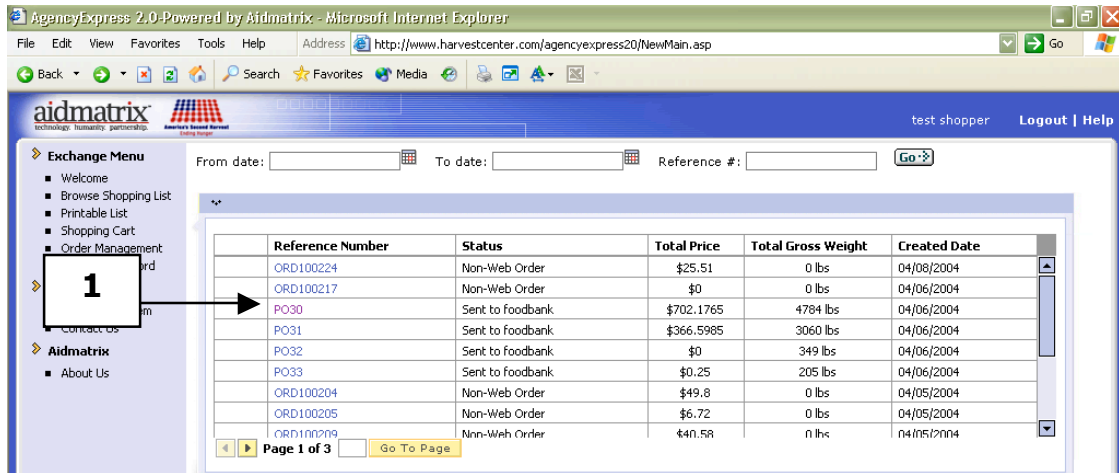 AgencyExpress 2.0-Powered by Aidmatrix - Microsoft Internet Explorer
File Edit View Favorites Tools Help Address http://www.harvestcenter.com/agencyexpress20/NewMain.asp Go
Back Search Favorites Media
aidmatrix
technology. humanity. partnership. America's Second Harvest
Ending Hunger
test shopper Logout | Help
Exchange Menu
From date: To date: Reference #: Go
Welcome
Browse Shopping List
Printable List
Shopping Cart
Order Management
1
Contact Us
Aidmatrix
About Us
Reference Number Status Total Price Total Gross Weight Created Date
ORD100224 Non-Web Order $25.51 0 lbs 04/08/2004
ORD100217 Non-Web Order $0 0 lbs 04/06/2004
PO30 Sent to foodbank $702.1765 4784 lbs 04/06/2004
PO31 Sent to foodbank $366.5985 3060 lbs 04/06/2004
PO32 Sent to foodbank $0 349 lbs 04/06/2004
PO33 Sent to foodbank $0.25 205 lbs 04/06/2004
ORD100204 Non-Web Order $49.8 0 lbs 04/05/2004
ORD100205 Non-Web Order $6.72 0 lbs 04/05/2004
ORD100209 Non-Web Order $40.58 0 lbs 04/05/2004
Page 1 of 3 Go To Page